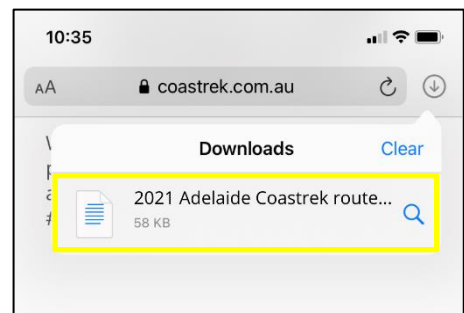 10:35
AA coastrek.com.au
Downloads Clear
2021 Adelaide Coastrek route...
58 KB
#